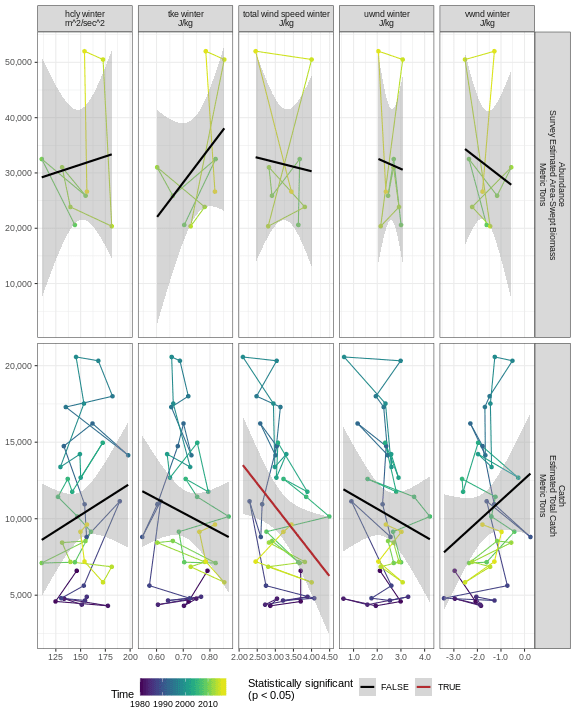 hdly winter
m^2/sec^2
tke winter
J/kg
total wind speed winter
J/kg
uwnd winter
J/kg
vwnd winter
J/kg
50,000
40,000
30,000
20,000
10,000
Abundance
Survey Estimated Area-Swept Biomass
Metric Tons
20,000
15,000
10,000
5,000
Catch
Estimated Total Catch
Metric Tons
125 150 175 200
0.60 0.40 0.80
2.00 2.50 3.00 3.50 4.00 4.50
1.0 2.0 3.0 4.0
-3.0 -2.0 -1.0 0.0
Time
1980 1990 2000 2010
Statistically significant
(p < 0.05)
FALSE
TRUE